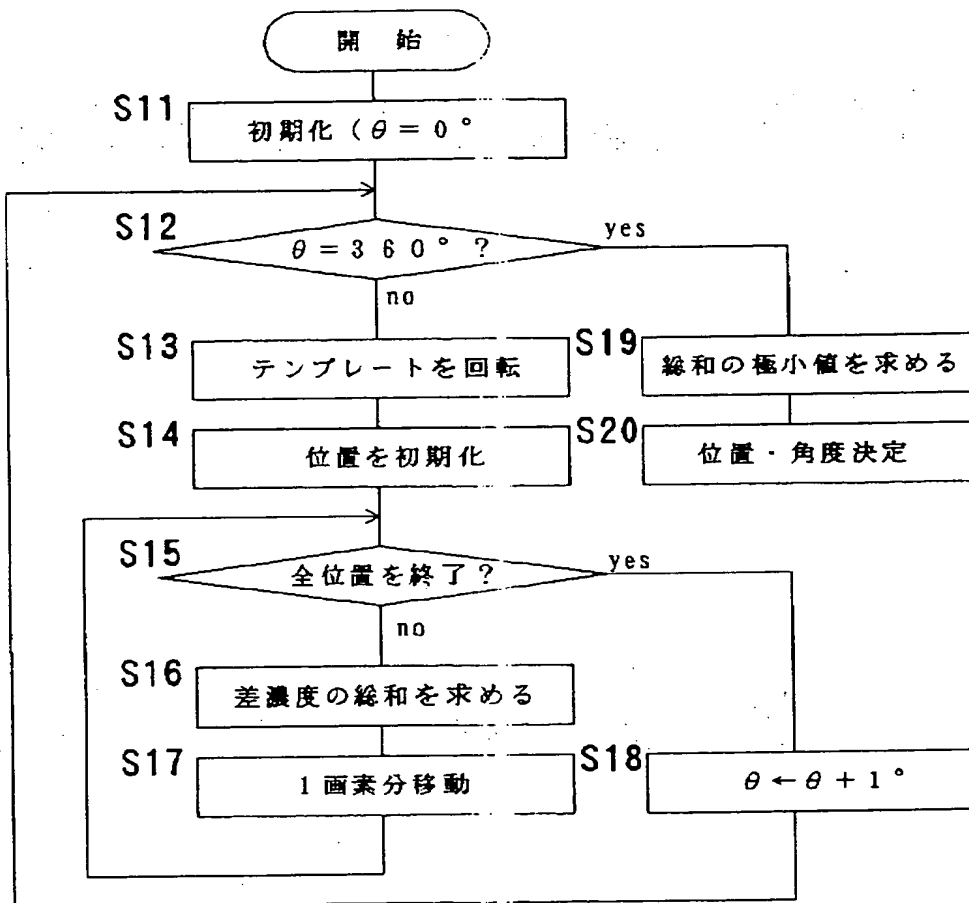 開始
S11
初期化(θ=0°
S12
θ=360°?
yes
no
S13
テンプレートを回転
S19
総和の極小値を求める
S14
位置を初期化
S20
位置・角度決定
S15
全位置を終了?
yes
no
S16
差濃度の総和を求める
S17
1画素分移動
S18
θ←θ+1°